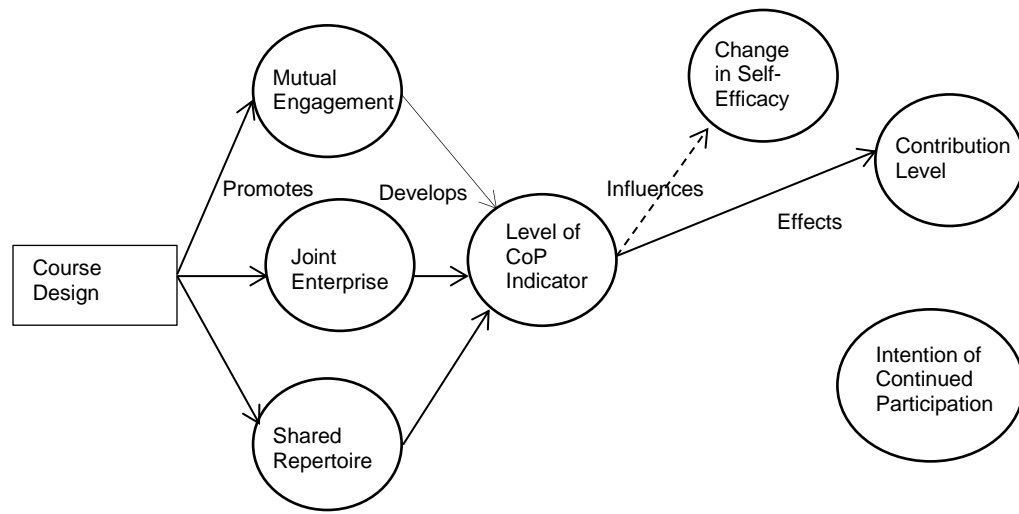 Course
Design
Promotes
Mutual
Engagement
Joint
Enterprise
Shared
Repertoire
Develops
Level of
CoP
Indicator
Influences
Change
in Self-
Efficacy
Effects
Contribution
Level
Intention of
Continued
Participation